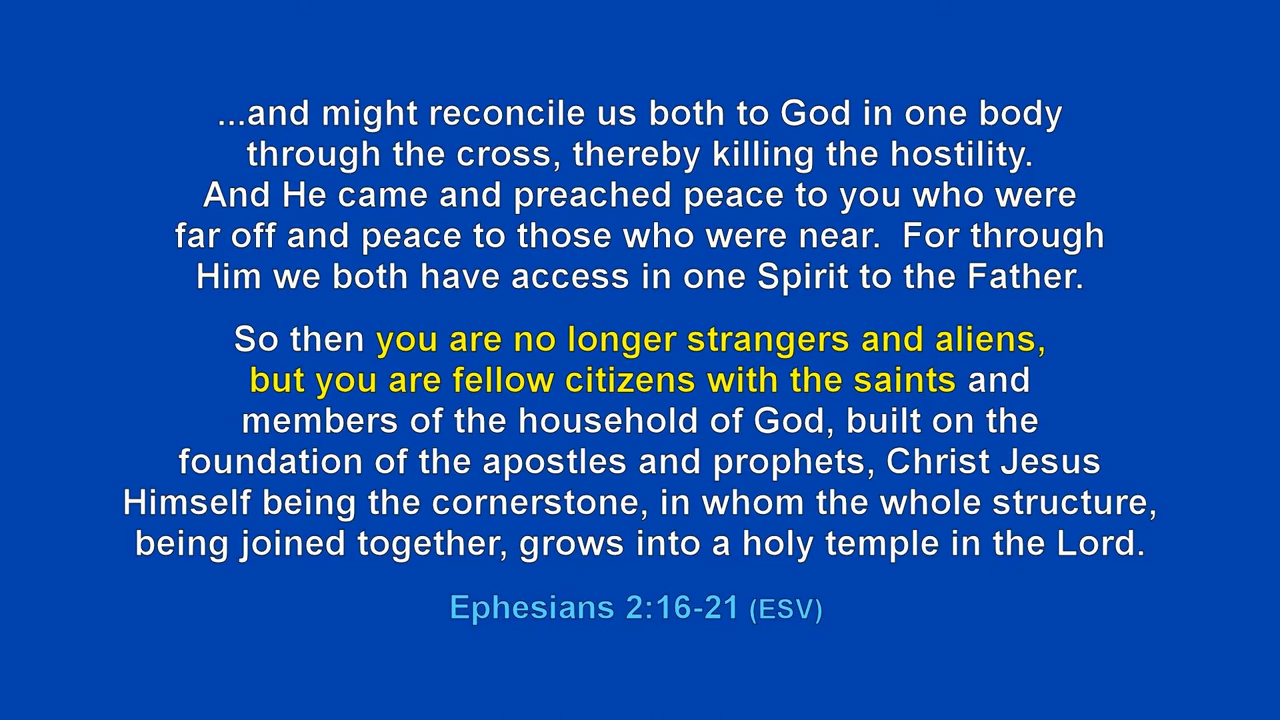 ...and might reconcile us both to God in one body
through the cross, thereby killing the hostility.
And He came and preached peace to you who were
far off and peace to those who were near.  For through
Him we both have access in one Spirit to the Father.
So then you are no longer strangers and aliens,
but you are fellow citizens with the saints and
members of the household of God, built on the
foundation of the apostles and prophets, Christ Jesus
Himself being the cornerstone, in whom the whole structure,
being joined together, grows into a holy temple in the Lord.
Ephesians 2:16-21 (ESV)